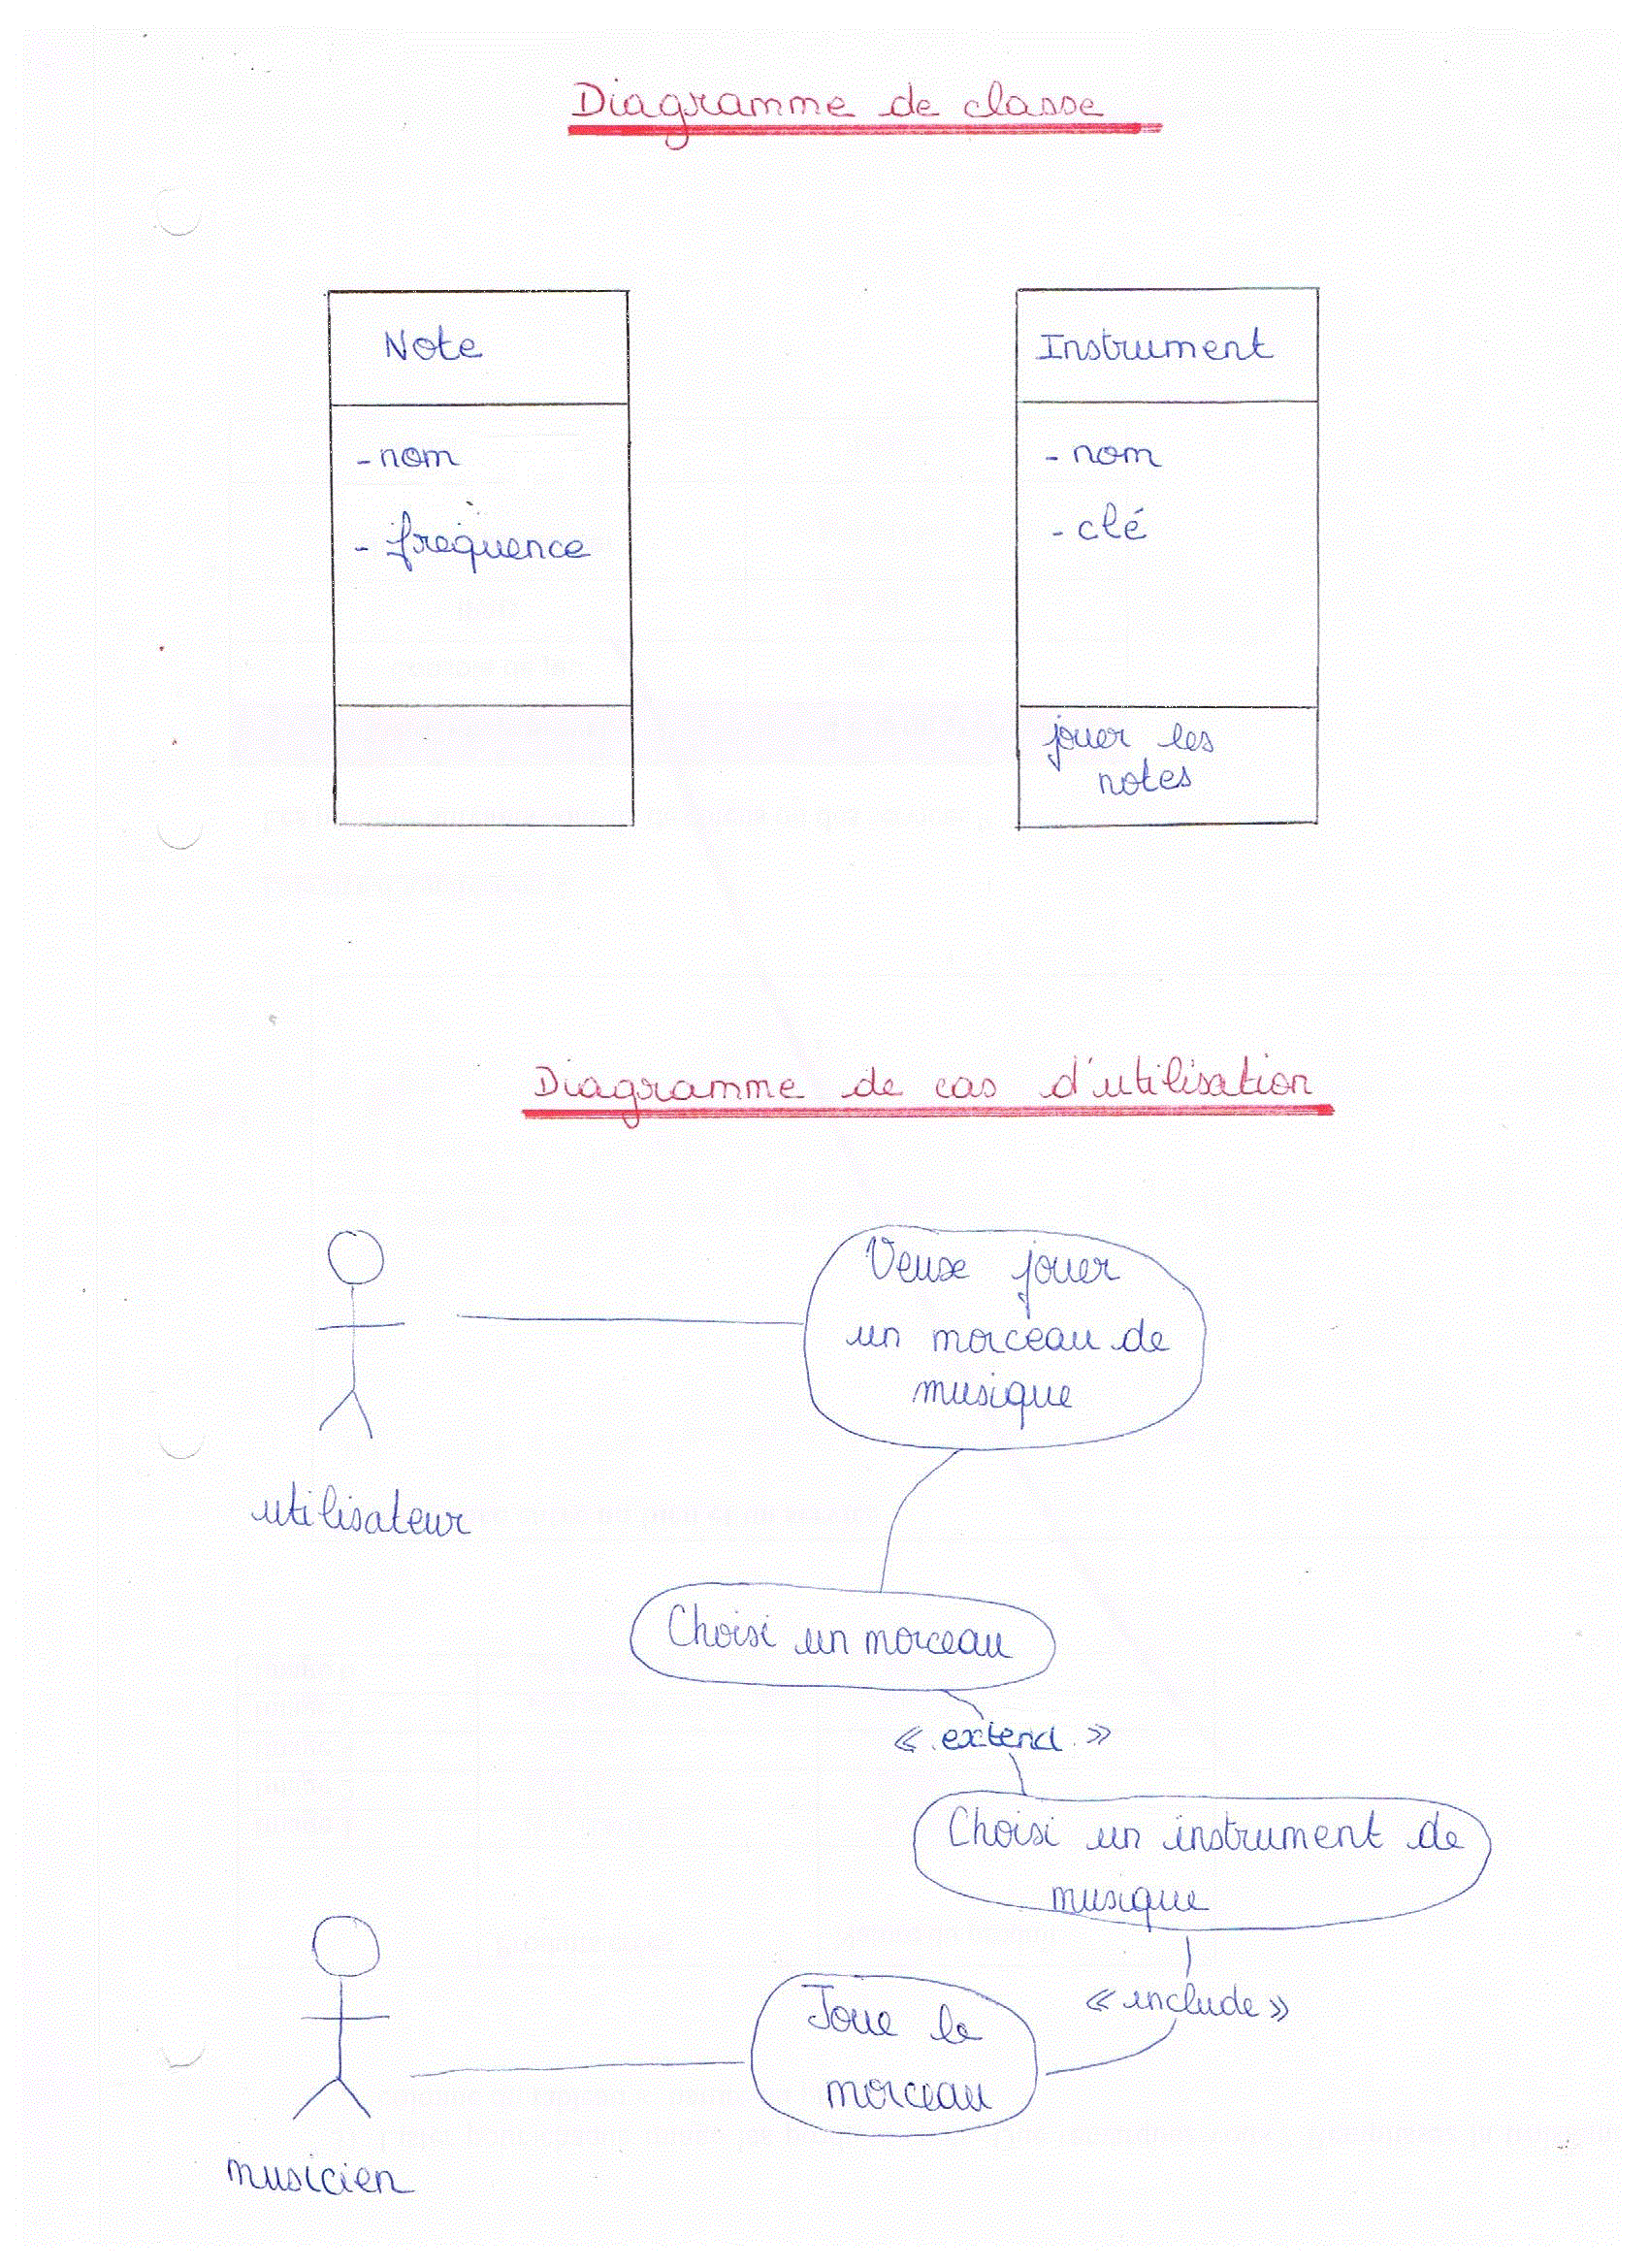 Diagramme de classe
Note
- nom
- fréquence
Instrument
- nom
- clé
jouer les
notes
Diagramme de cas d'utilisation
utilisateur
Veux jouer
un morceau de
musique
Choisi un morceau
<< extend >>
Choisi un instrument de
musique
<< include >>
Joue le
morceau
musicien